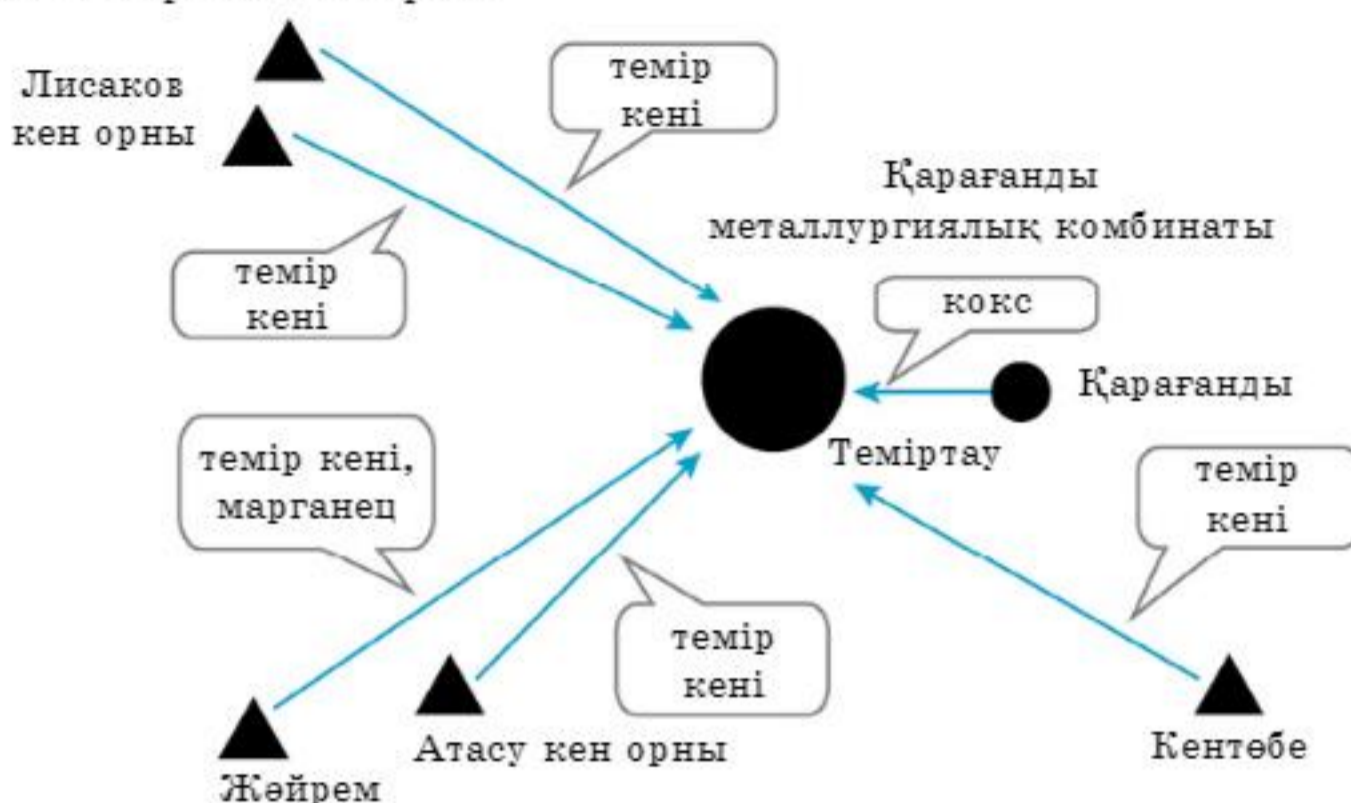 Лисаков
кен орны
темір
кені
темір
кені
Қарағанды
металлургиялық комбинаты
кокс
Қарағанды
Теміртау
темір кені,
марганец
темір
кені
темір
кені
Атасу кен орны
Жәйрем
Кентөбе